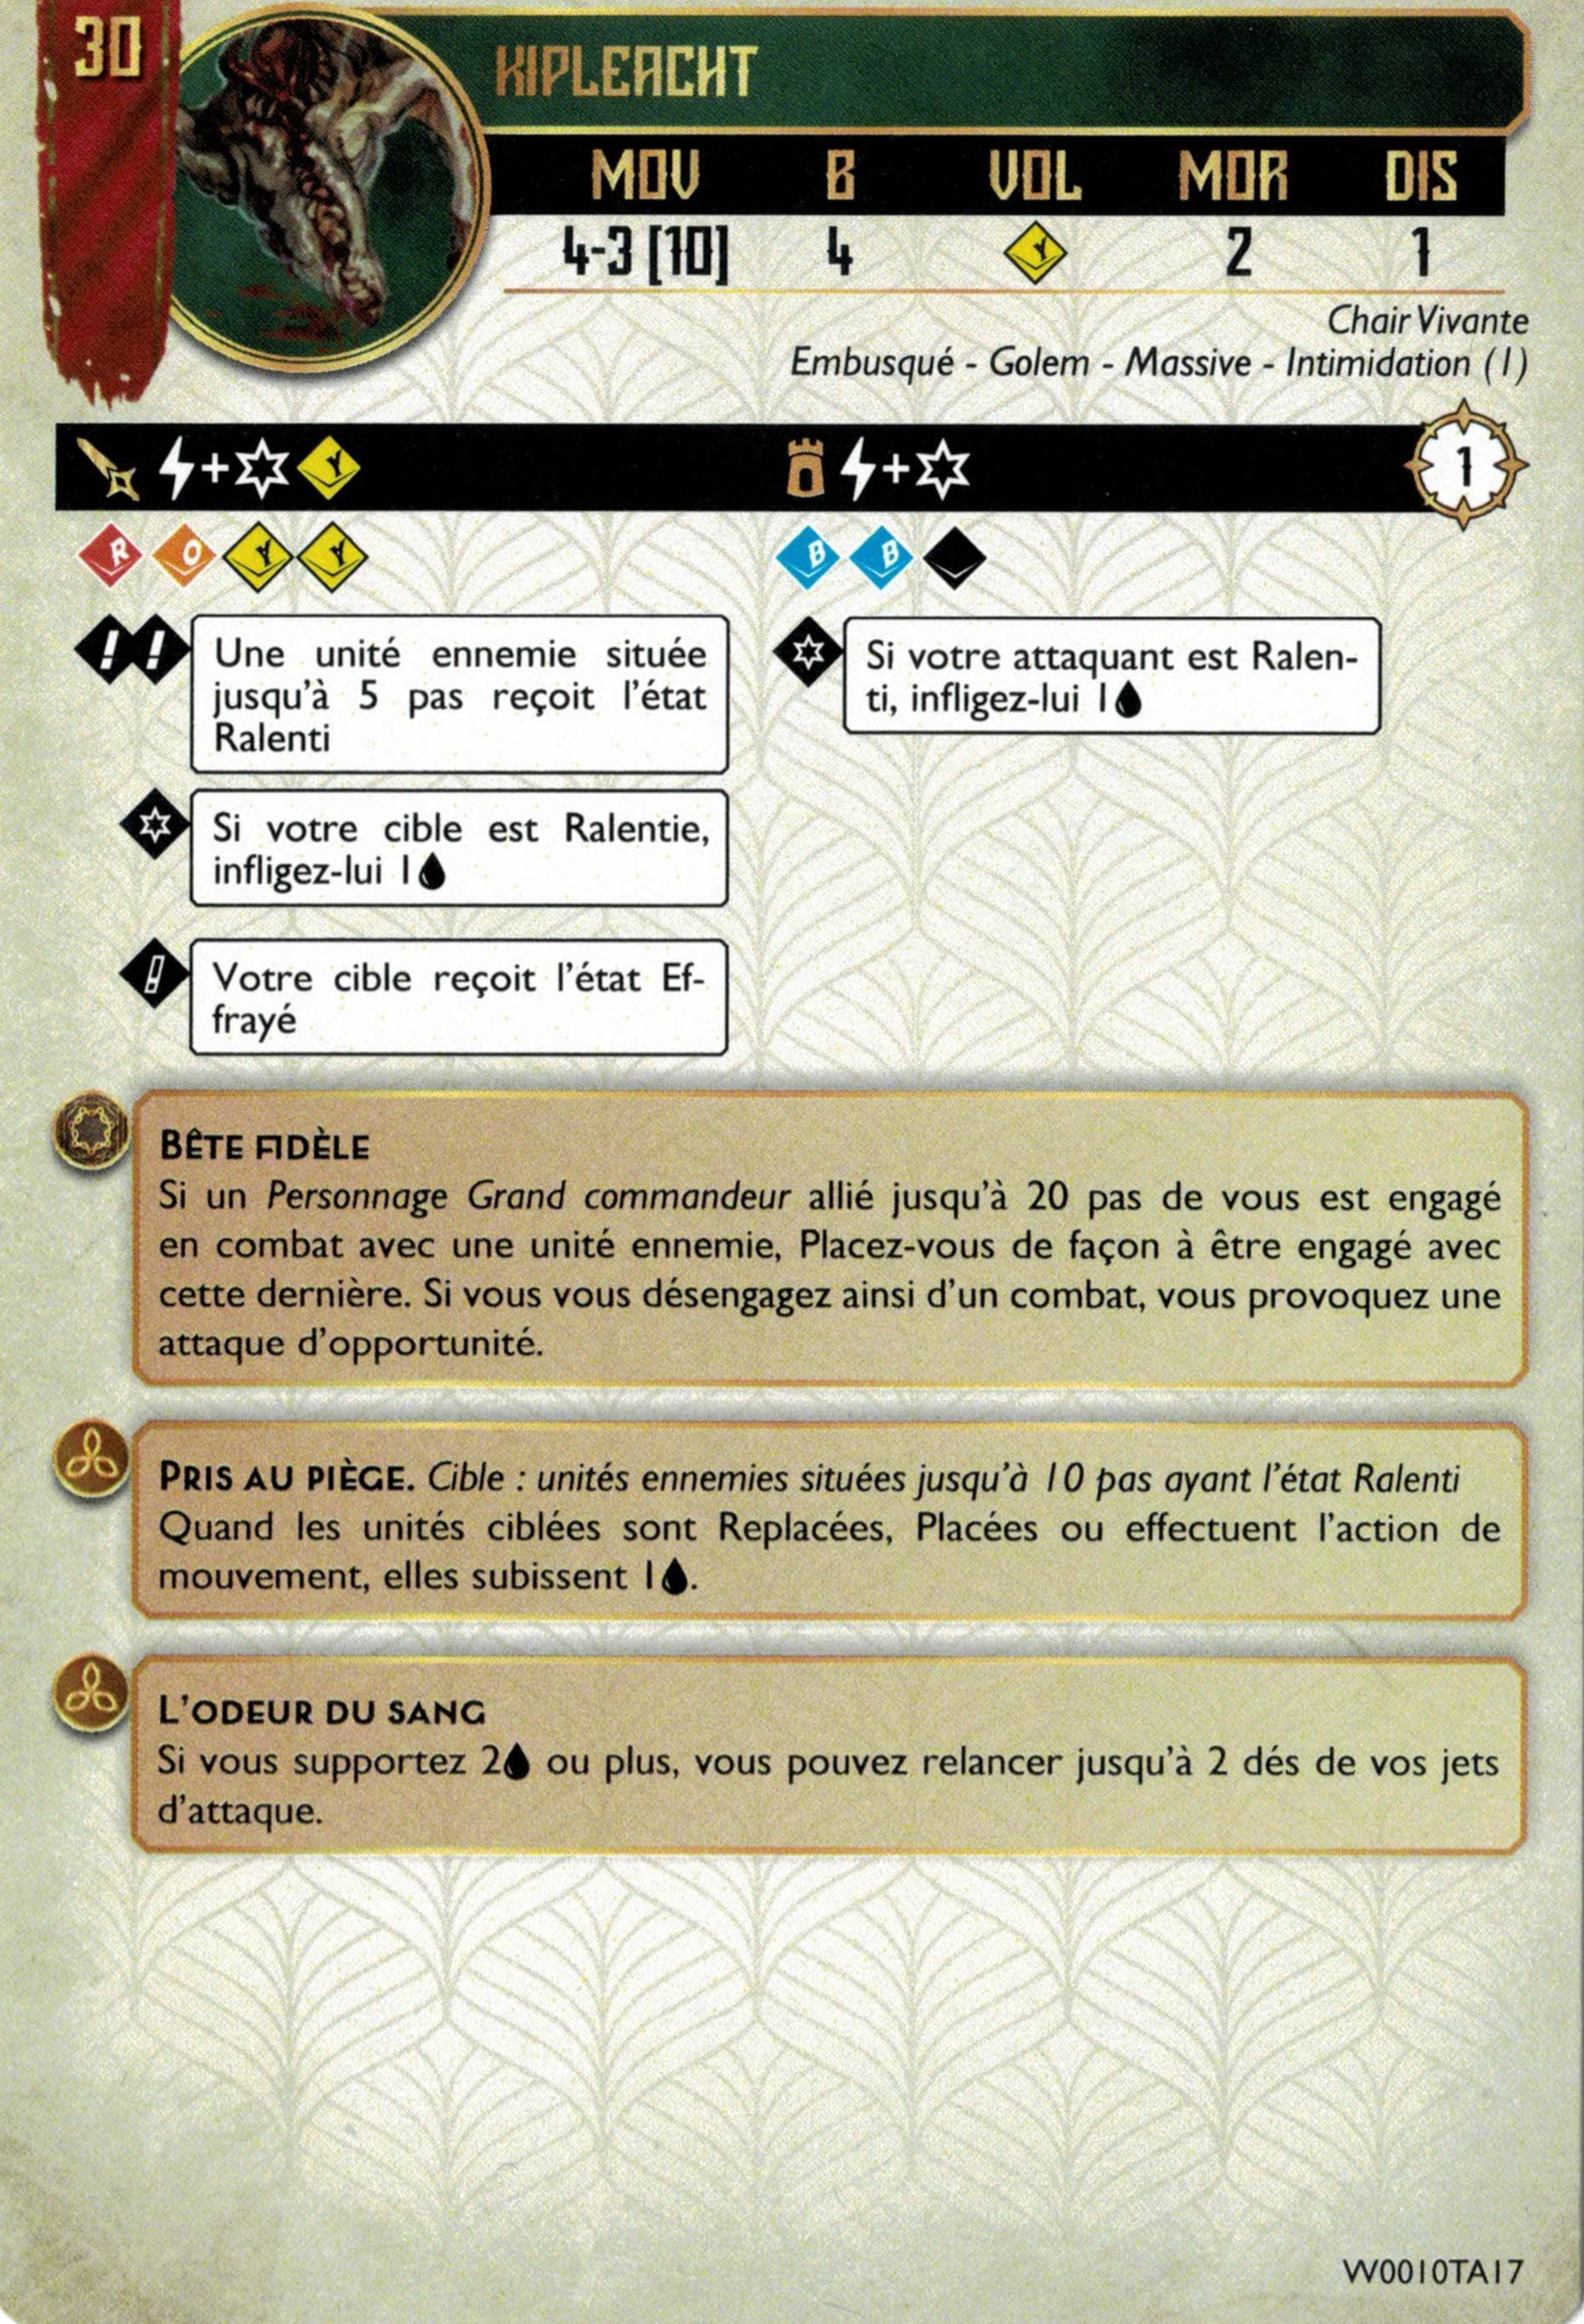 30
KIPLEACHT
MOV B VOL MOR DIS
4-3 [10] 4 Y 2 1
Chair Vivante
Embusqué - Golem - Massive - Intimidation (1)
+ Y + 1
R O Y Y B B
!! Une unité ennemie située
jusqu'à 5 pas reçoit l'état
Ralenti
Si votre attaquant est Ralen-
ti, infligez-lui 1
Si votre cible est Ralentie,
infligez-lui 1
! Votre cible reçoit l'état Ef-
frayé
BÊTE FIDÈLE
Si un Personnage Grand commandeur allié jusqu'à 20 pas de vous est engagé
en combat avec une unité ennemie, Placez-vous de façon à être engagé avec
cette dernière. Si vous vous désengagez ainsi d'un combat, vous provoquez une
attaque d'opportunité.
PRIS AU PIÈGE. Cible : unités ennemies situées jusqu'à 10 pas ayant l'état Ralenti
Quand les unités ciblées sont Replacées, Placées ou effectuent l'action de
mouvement, elles subissent 1.
L'ODEUR DU SANG
Si vous supportez 2 ou plus, vous pouvez relancer jusqu'à 2 dés de vos jets
d'attaque.
W0010TA17